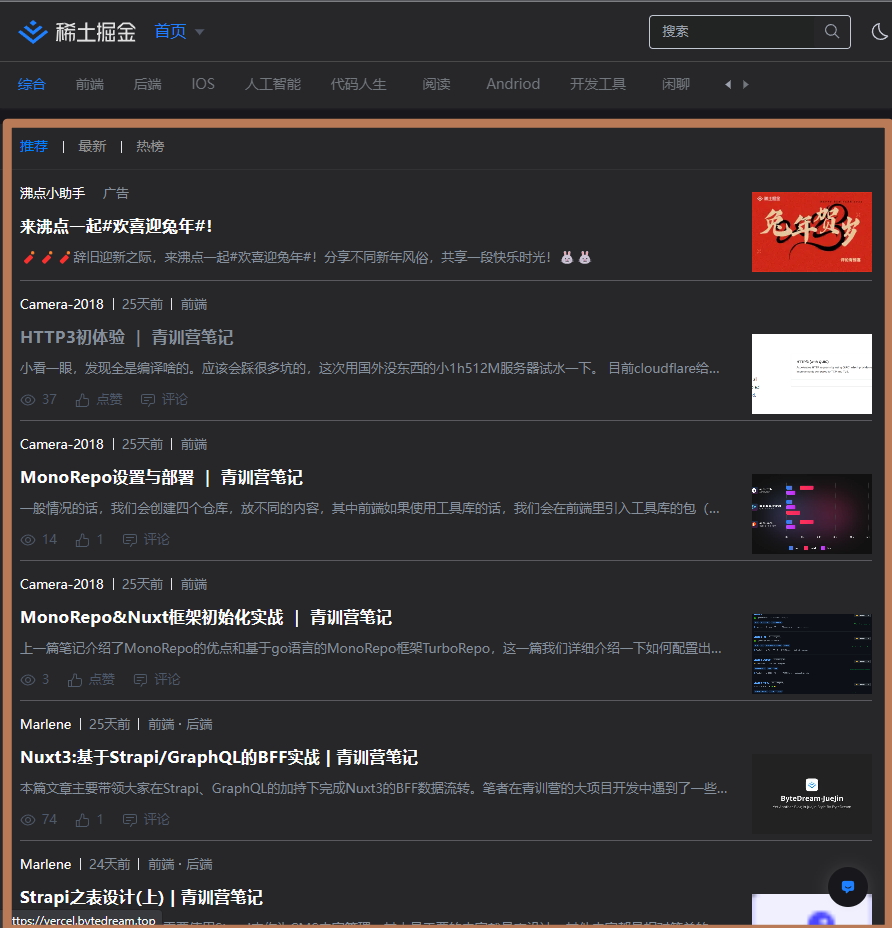 稀土掘金 首页 搜索
综合 前端 后端 IOS 人工智能 代码人生 阅读 Andriod 开发工具 闲聊
推荐 | 最新 | 热榜
沸点小助手 广告
来沸点一起#欢喜迎兔年#!
🧨🧨🧨辞旧迎新之际，来沸点一起#欢喜迎兔年#！分享不同新年风俗，共享一段快乐时光！🐰🐰
稀土掘金
兔年贺岁
Camera-2018 | 25天前 | 前端
HTTP3初体验 ｜ 青训营笔记
小看一眼，发现全是编译啥的。应该会踩很多坑的，这次用国外没东西的小1h512M服务器试水一下。 目前cloudflare给...
37 点赞 评论
Camera-2018 | 25天前 | 前端
MonoRepo设置与部署 ｜ 青训营笔记
一般情况的话，我们会创建四个仓库，放不同的内容，其中前端如果使用工具库的话，我们会在前端里引入工具库的包（...
14 1 评论
Camera-2018 | 25天前 | 前端
MonoRepo&Nuxt框架初始化实战 ｜ 青训营笔记
上一篇笔记介绍了MonoRepo的优点和基于go语言的MonoRepo框架TurboRepo，这一篇我们详细介绍一下如何配置出...
3 点赞 评论
Marlene | 25天前 | 前端 · 后端
Nuxt3:基于Strapi/GraphQL的BFF实战 | 青训营笔记
本篇文章主要带领大家在Strapi、GraphQL的加持下完成Nuxt3的BFF数据流转。笔者在青训营的大项目开发中遇到了一些...
ByteDream-JueJin
74 1 评论
Marlene | 24天前 | 前端 · 后端
Strapi之表设计(上) | 青训营笔记
ttps://vercel.bytedream.top